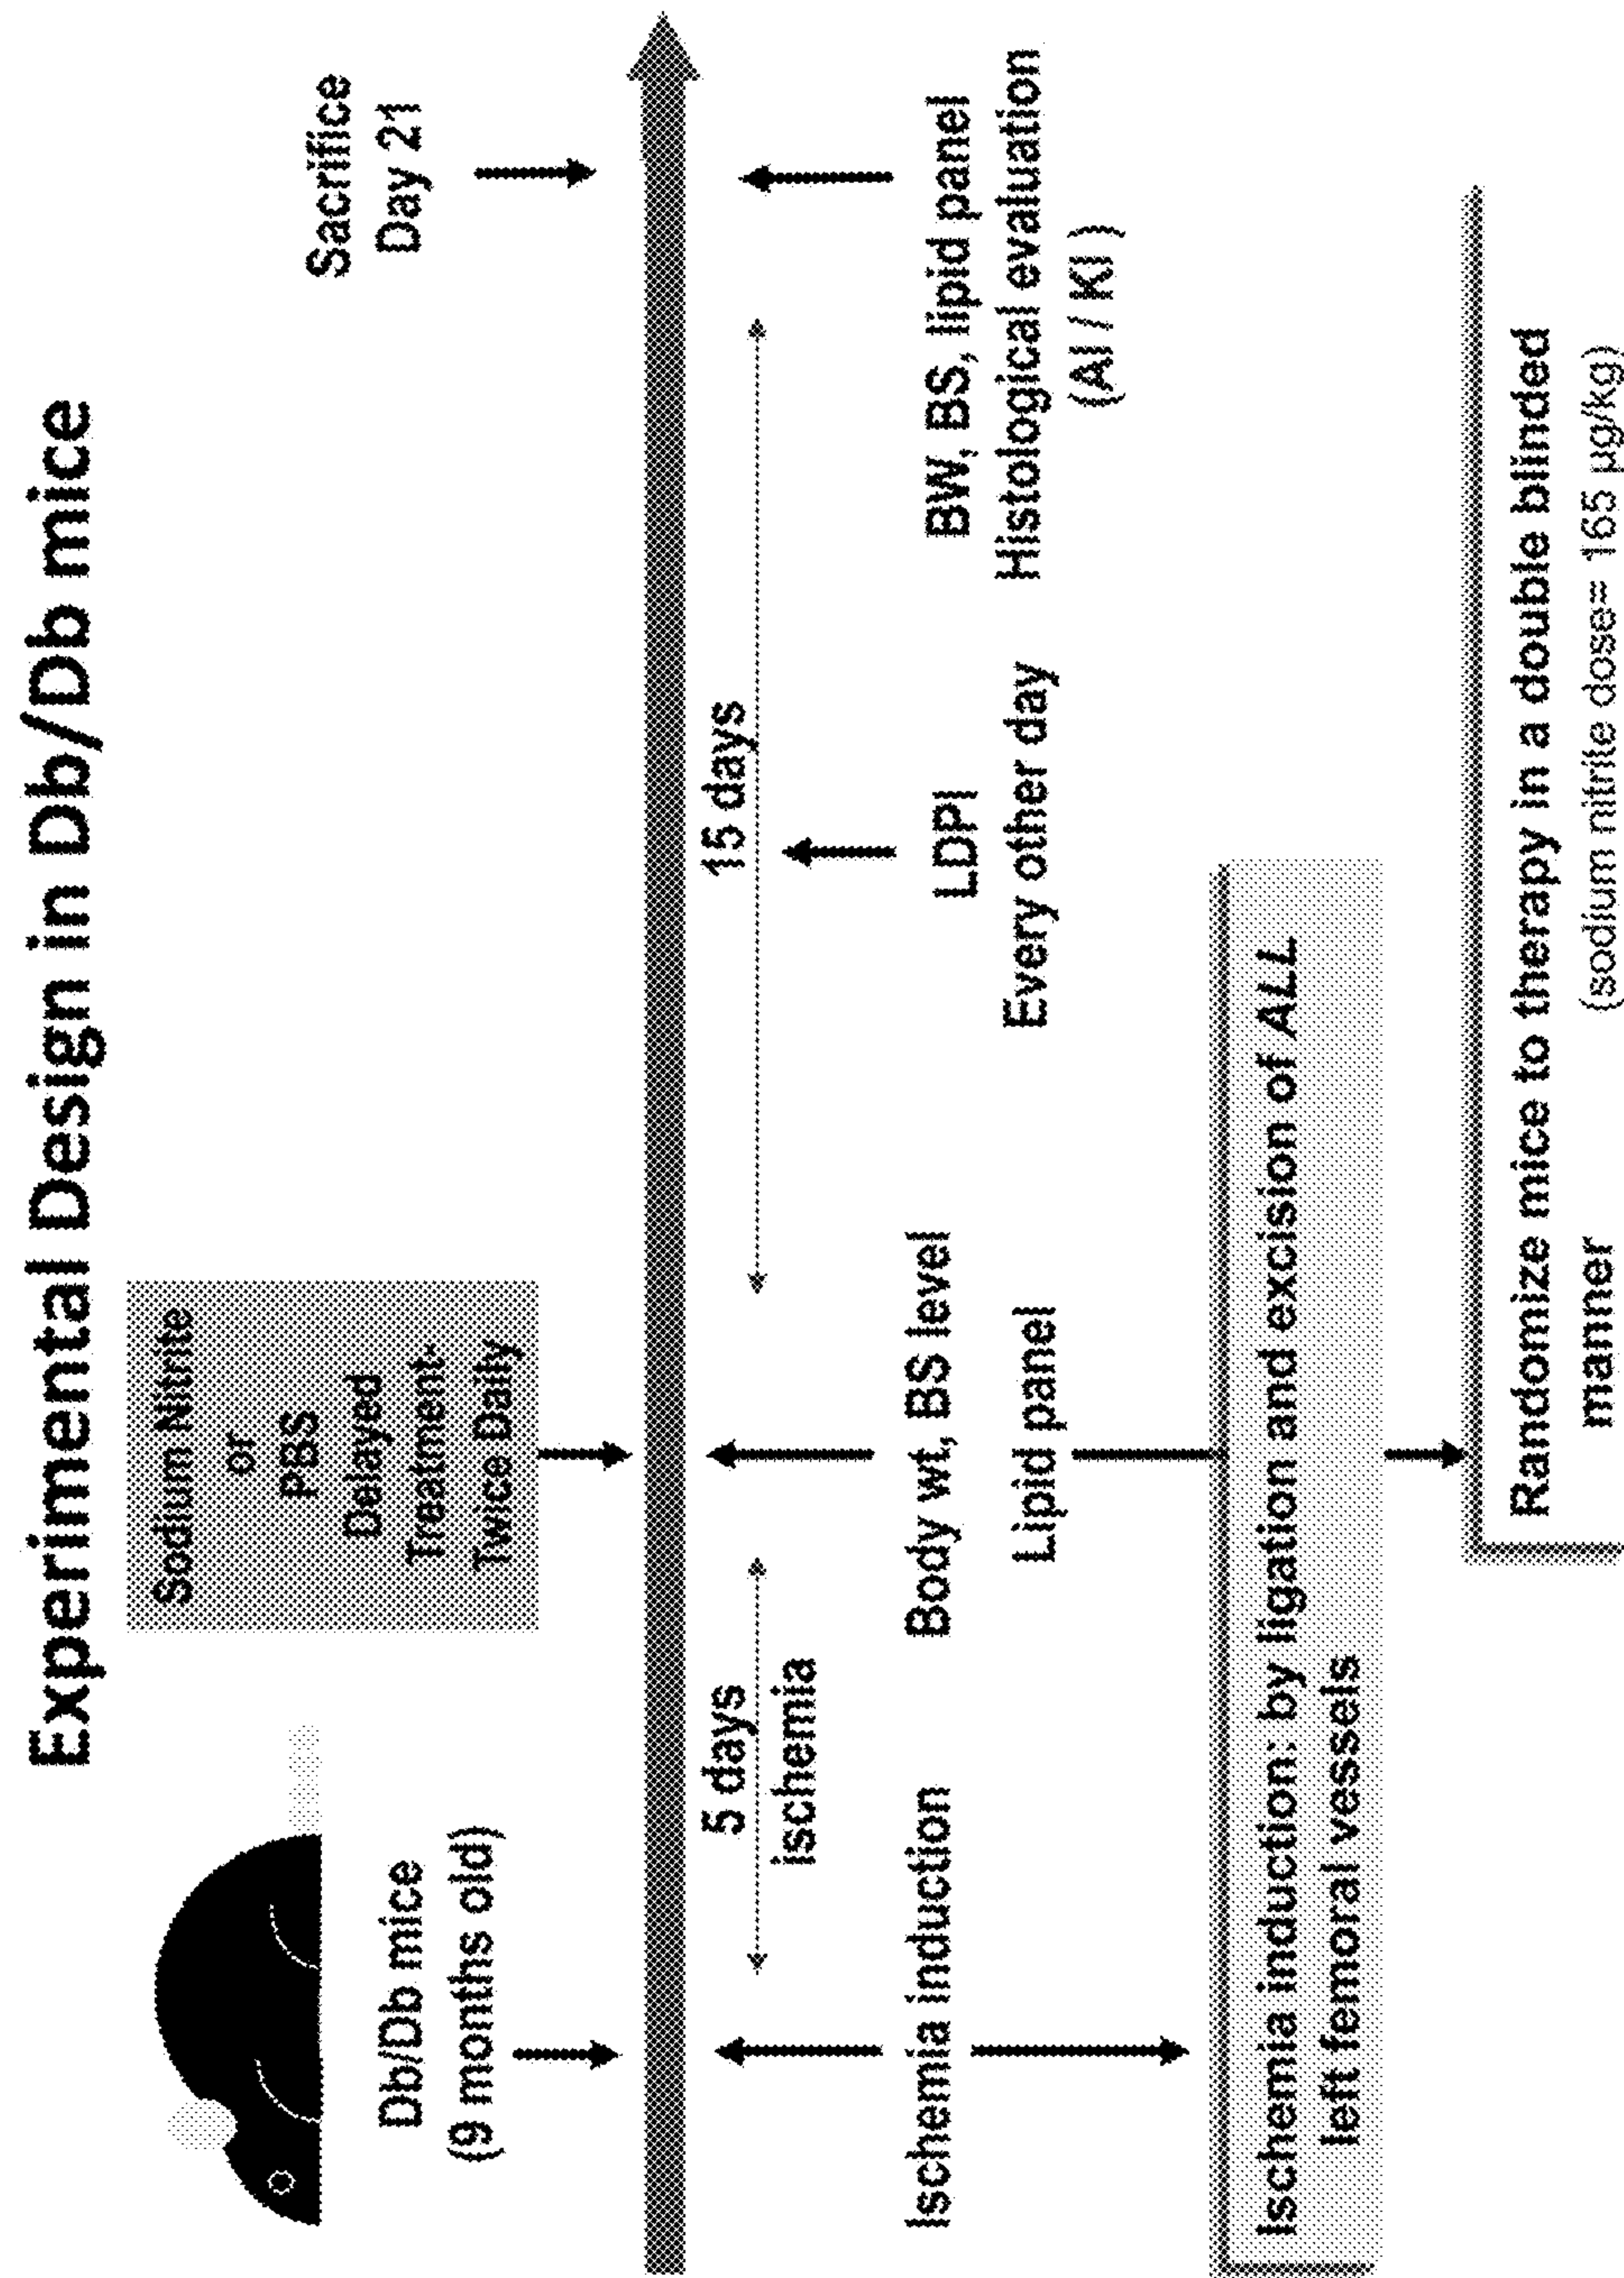 Experimental Design in Db/Db mice
Db/Db mice
(9 months old)
Sodium Nitrite
or
PBS
Delayed
Treatment-
Twice Daily
Sacrifice
Day 21
5 days
ischemia
15 days
Ischemia induction
Body wt, BS level
Lipid panel
LDPI
Every other day
BW, BS, lipid panel
Histological evaluation
(AI / KI )
Ischemia induction: by ligation and excision of ALL
left femoral vessels
Randomize mice to therapy in a double blinded
manner (sodium nitrite dose= 165 µg/kg)